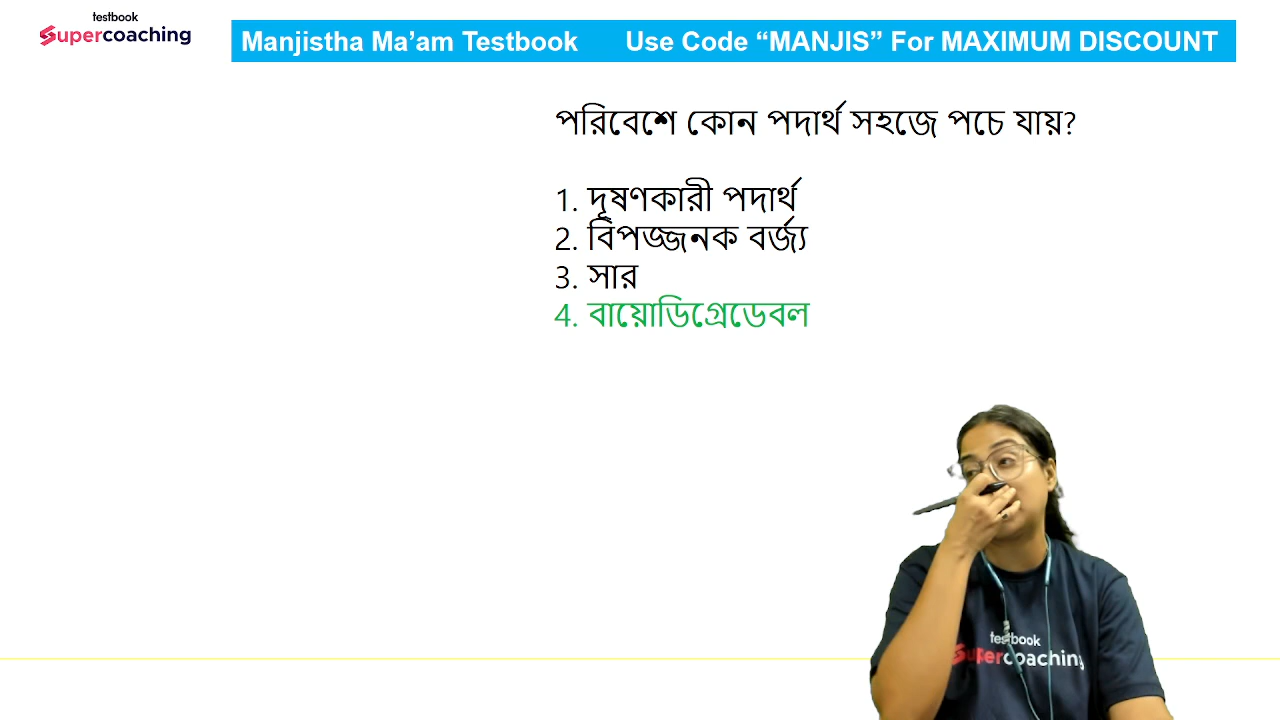 testbook
Supercoaching
Manjistha Ma’am Testbook Use Code “MANJIS” For MAXIMUM DISCOUNT
পরিবেশে কোন পদার্থ সহজে পচে যায়?
1. দূষণকারী পদার্থ
2. বিপজ্জনক বর্জ্য
3. সার
4. বায়োডিগ্রেডেবল
testbook
Supercoaching